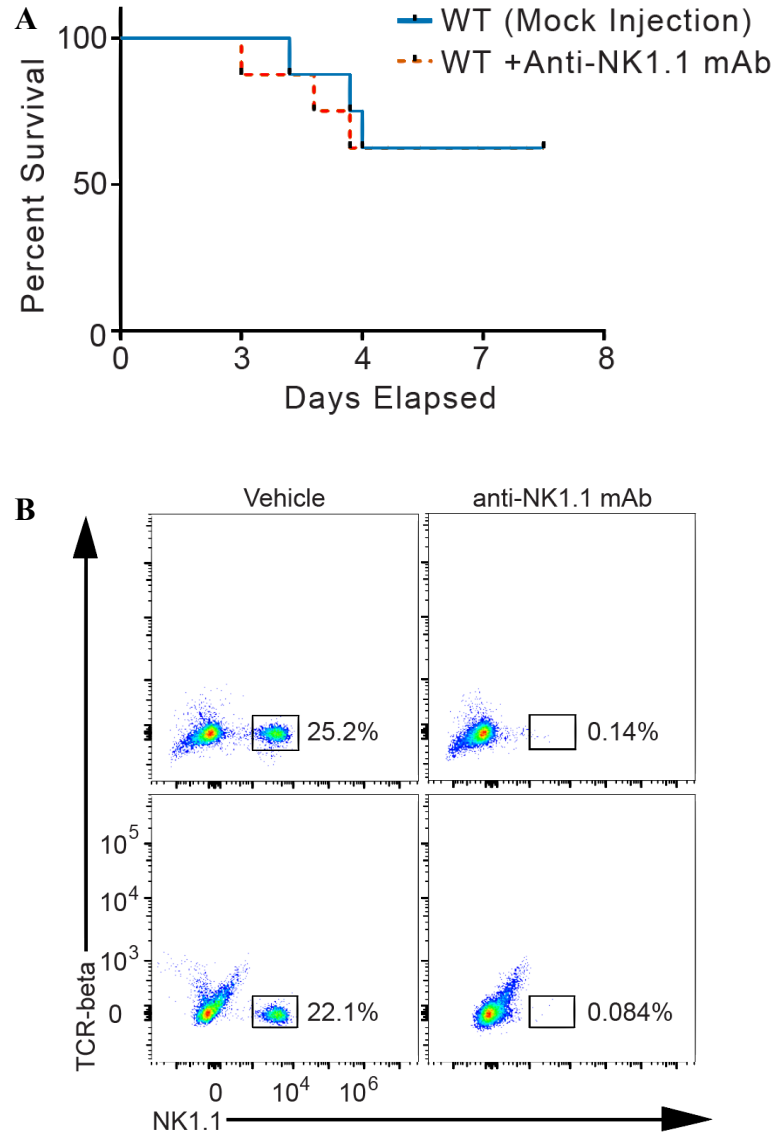 A
WT (Mock Injection)
WT +Anti-NK1.1 mAb
Percent Survival
100
50
0
0 3 4 7 8
Days Elapsed
B
Vehicle anti-NK1.1 mAb
25.2% 0.14%
10^5
10^4
10^3
0
22.1% 0.084%
TCR-beta
0 10^4 10^6
NK1.1